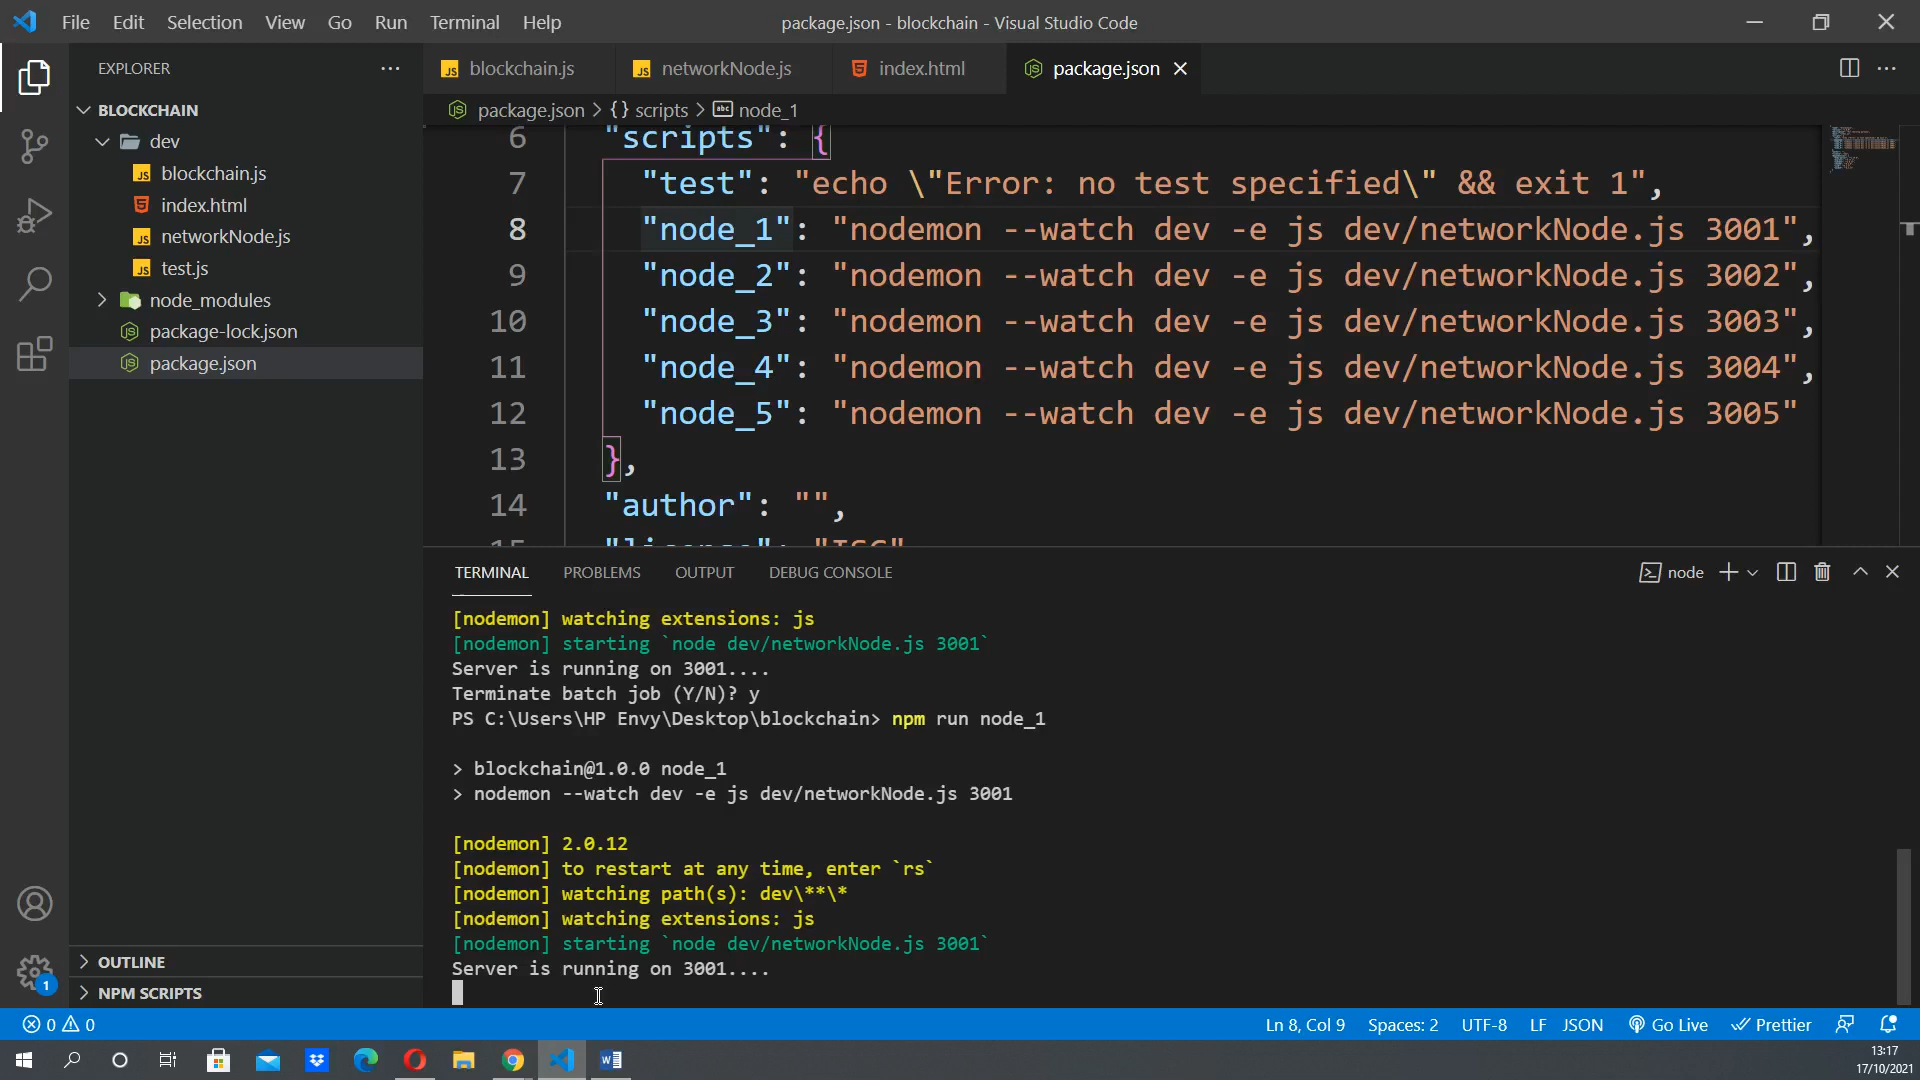 File Edit Selection View Go Run Terminal Help
package.json - blockchain - Visual Studio Code
EXPLORER
BLOCKCHAIN
dev
blockchain.js
index.html
networkNode.js
test.js
node_modules
package-lock.json
package.json
OUTLINE
NPM SCRIPTS
blockchain.js networkNode.js index.html package.json
package.json > {} scripts > node_1
6 "scripts": {
7 "test": "echo \"Error: no test specified\" && exit 1",
8 "node_1": "nodemon --watch dev -e js dev/networkNode.js 3001",
9 "node_2": "nodemon --watch dev -e js dev/networkNode.js 3002",
10 "node_3": "nodemon --watch dev -e js dev/networkNode.js 3003",
11 "node_4": "nodemon --watch dev -e js dev/networkNode.js 3004",
12 "node_5": "nodemon --watch dev -e js dev/networkNode.js 3005"
13 },
14 "author": "",
15 "license": "ISC"
TERMINAL PROBLEMS OUTPUT DEBUG CONSOLE
node
[nodemon] watching extensions: js
[nodemon] starting `node dev/networkNode.js 3001`
Server is running on 3001....
Terminate batch job (Y/N)? y
PS C:\Users\HP Envy\Desktop\blockchain> npm run node_1
> blockchain@1.0.0 node_1
> nodemon --watch dev -e js dev/networkNode.js 3001
[nodemon] 2.0.12
[nodemon] to restart at any time, enter `rs`
[nodemon] watching path(s): dev\**\*
[nodemon] watching extensions: js
[nodemon] starting `node dev/networkNode.js 3001`
Server is running on 3001....
1
0 0
Ln 8, Col 9 Spaces: 2 UTF-8 LF JSON Go Live Prettier
13:17
17/10/2021